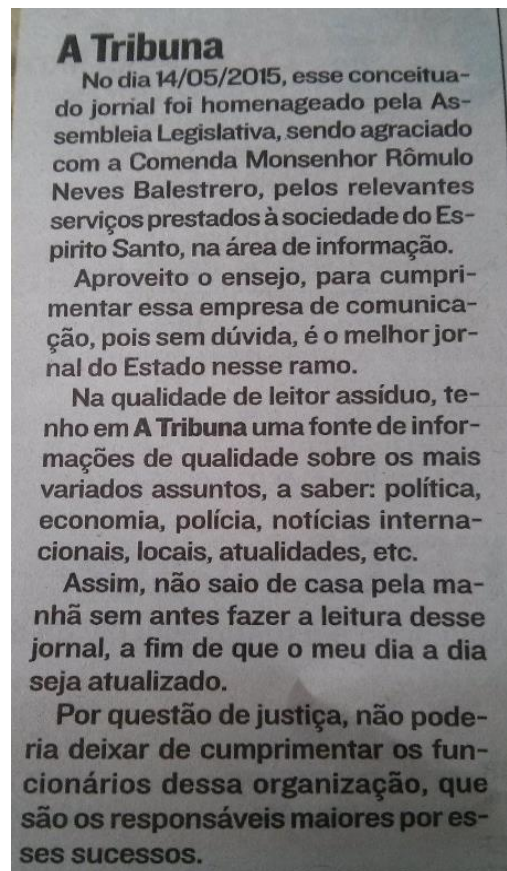 A Tribuna
No dia 14/05/2015, esse conceitua-
do jornal foi homenageado pela As-
sembleia Legislativa, sendo agraciado
com a Comenda Monsenhor Rômulo
Neves Balestrero, pelos relevantes
serviços prestados à sociedade do Es-
pirito Santo, na área de informação.
Aproveito o ensejo, para cumpri-
mentar essa empresa de comunica-
ção, pois sem dúvida, é o melhor jor-
nal do Estado nesse ramo.
Na qualidade de leitor assíduo, te-
nho em A Tribuna uma fonte de infor-
mações de qualidade sobre os mais
variados assuntos, a saber: política,
economia, polícia, notícias interna-
cionais, locais, atualidades, etc.
Assim, não saio de casa pela ma-
nhã sem antes fazer a leitura desse
jornal, a fim de que o meu dia a dia
seja atualizado.
Por questão de justiça, não pode-
ria deixar de cumprimentar os fun-
cionários dessa organização, que
são os responsáveis maiores por es-
ses sucessos.